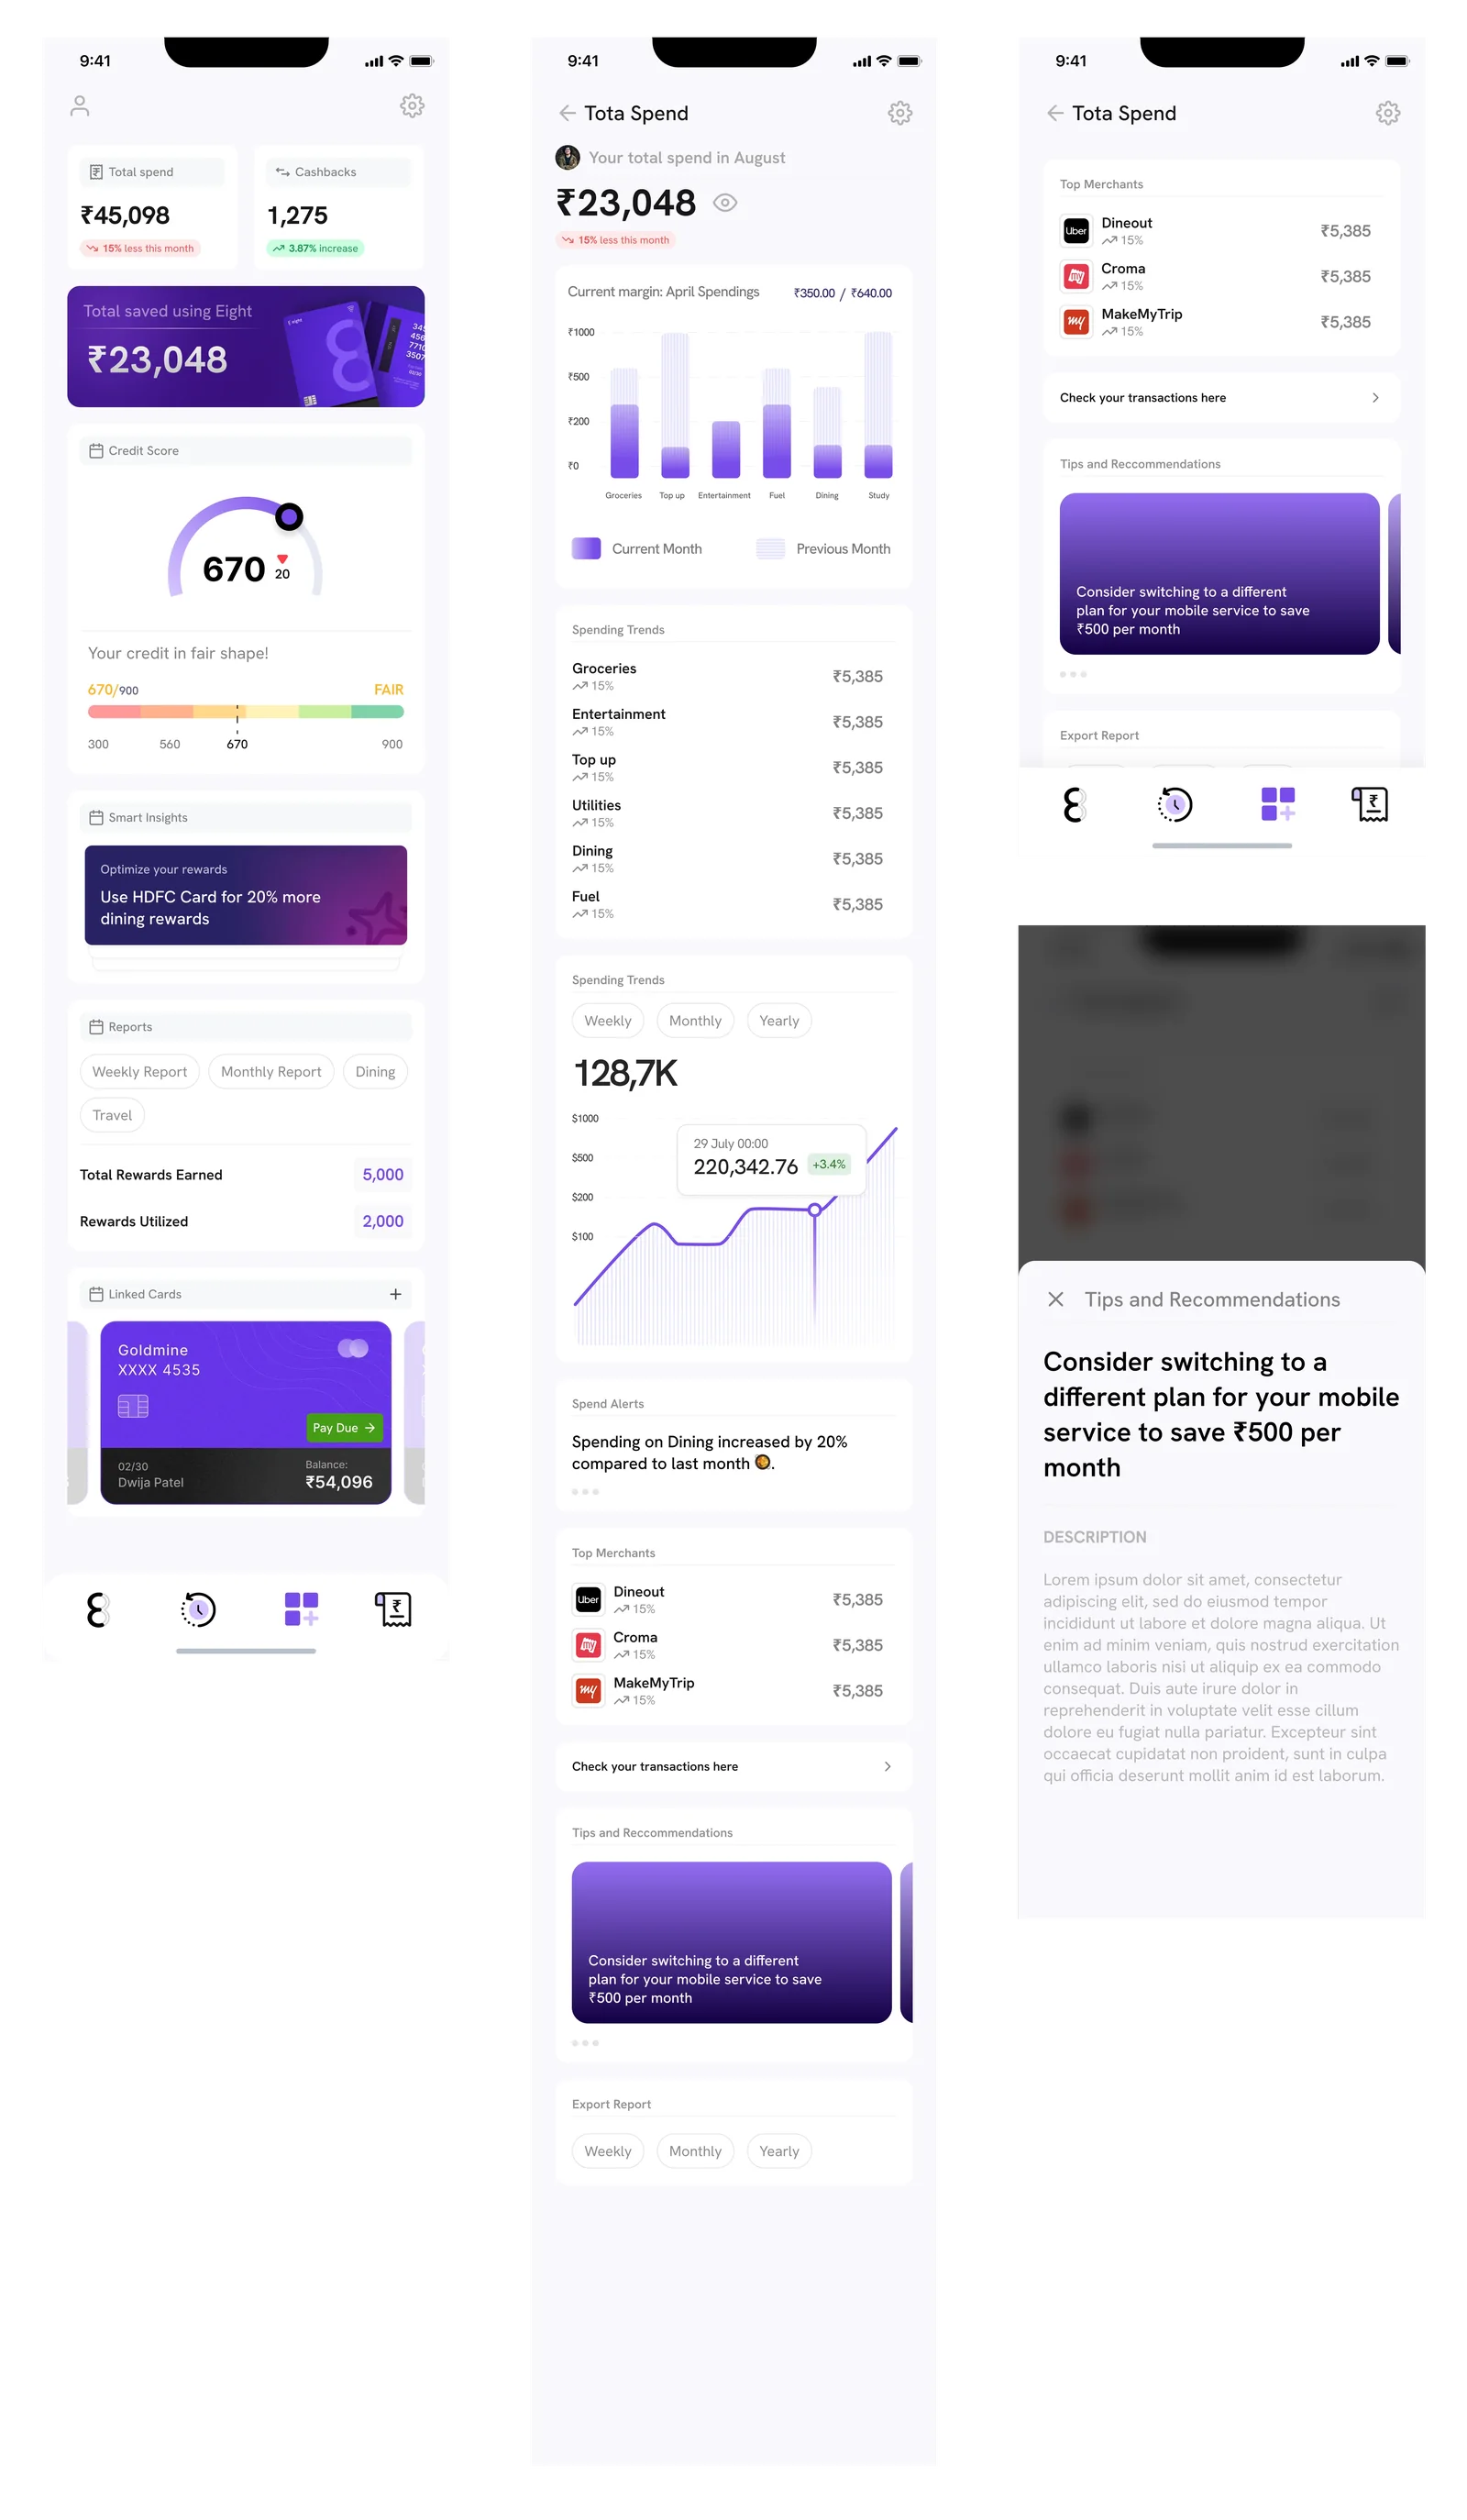 9:41
Total spend
₹45,098
15% less this month
Cashbacks
1,275
3.87% increase
Total saved using Eight
₹23,048
eight
Credit Score
670
20
Your credit in fair shape!
670/900
FAIR
300
560
670
900
Smart Insights
Optimize your rewards
Use HDFC Card for 20% more
dining rewards
Reports
Weekly Report
Monthly Report
Dining
Travel
Total Rewards Earned
5,000
Rewards Utilized
2,000
Linked Cards
Goldmine
XXXX 4535
Pay Due
02/30
Dwija Patel
Balance:
₹54,096
9:41
Tota Spend
Your total spend in August
₹23,048
15% less this month
Current margin: April Spendings
₹350.00 / ₹640.00
₹1000
₹500
₹200
₹0
Groceries
Top up
Entertainment
Fuel
Dining
Study
Current Month
Previous Month
Spending Trends
Groceries
15%
₹5,385
Entertainment
15%
₹5,385
Top up
15%
₹5,385
Utilities
15%
₹5,385
Dining
15%
₹5,385
Fuel
15%
₹5,385
Spending Trends
Weekly
Monthly
Yearly
128,7K
$1000
$500
$200
$100
29 July 00:00
220,342.76
+3.4%
Spend Alerts
Spending on Dining increased by 20%
compared to last month 🥘.
Top Merchants
Uber
Dineout
15%
₹5,385
my
Croma
15%
₹5,385
my
MakeMyTrip
15%
₹5,385
Check your transactions here
Tips and Reccommendations
Consider switching to a different
plan for your mobile service to save
₹500 per month
Export Report
Weekly
Monthly
Yearly
9:41
Tota Spend
Top Merchants
Uber
Dineout
15%
₹5,385
my
Croma
15%
₹5,385
my
MakeMyTrip
15%
₹5,385
Check your transactions here
Tips and Reccommendations
Consider switching to a different
plan for your mobile service to save
₹500 per month
Export Report
Tips and Recommendations
Consider switching to a
different plan for your mobile
service to save ₹500 per
month
DESCRIPTION
Lorem ipsum dolor sit amet, consectetur
adipiscing elit, sed do eiusmod tempor
incididunt ut labore et dolore magna aliqua. Ut
enim ad minim veniam, quis nostrud exercitation
ullamco laboris nisi ut aliquip ex ea commodo
consequat. Duis aute irure dolor in
reprehenderit in voluptate velit esse cillum
dolore eu fugiat nulla pariatur. Excepteur sint
occaecat cupidatat non proident, sunt in culpa
qui officia deserunt mollit anim id est laborum.